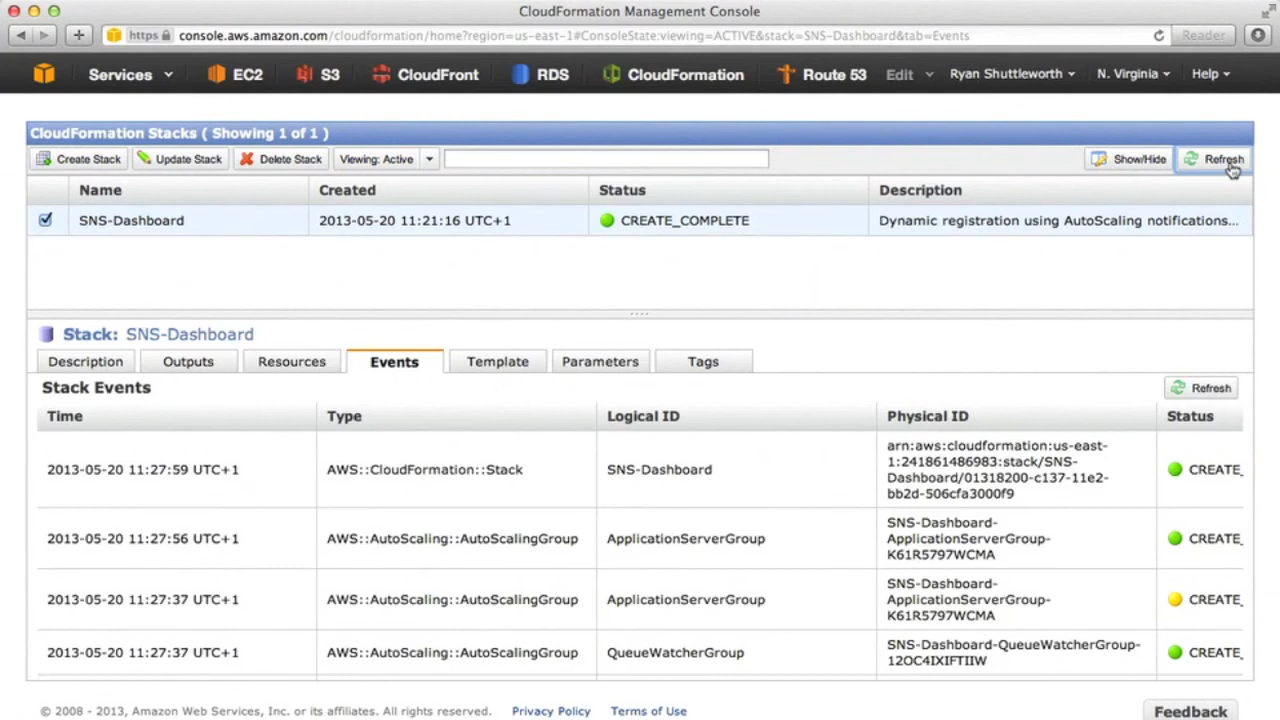 CloudFormation Management Console
https console.aws.amazon.com/cloudformation/home?region=us-east-1#ConsoleState:viewing=ACTIVE&stack=SNS-Dashboard&tab=Events Reader
Services EC2 S3 CloudFront RDS CloudFormation Route 53 Edit Ryan Shuttleworth N. Virginia Help
CloudFormation Stacks ( Showing 1 of 1 )
Create Stack Update Stack Delete Stack Viewing: Active Show/Hide Refresh
Name Created Status Description
SNS-Dashboard 2013-05-20 11:21:16 UTC+1 CREATE_COMPLETE Dynamic registration using AutoScaling notifications...
Stack: SNS-Dashboard
Description Outputs Resources Events Template Parameters Tags
Stack Events Refresh
Time Type Logical ID Physical ID Status
2013-05-20 11:27:59 UTC+1 AWS::CloudFormation::Stack SNS-Dashboard arn:aws:cloudformation:us-east-
1:241861486983:stack/SNS-
Dashboard/01318200-c137-11e2-
bb2d-506cfa3000f9 CREATE_
2013-05-20 11:27:56 UTC+1 AWS::AutoScaling::AutoScalingGroup ApplicationServerGroup SNS-Dashboard-
ApplicationServerGroup-
K61R5797WCMA CREATE_
2013-05-20 11:27:37 UTC+1 AWS::AutoScaling::AutoScalingGroup ApplicationServerGroup SNS-Dashboard-
ApplicationServerGroup-
K61R5797WCMA CREATE_
2013-05-20 11:27:37 UTC+1 AWS::AutoScaling::AutoScalingGroup QueueWatcherGroup SNS-Dashboard-QueueWatcherGroup-
12OC4IXIFTIIW CREATE_
© 2008 - 2013, Amazon Web Services, Inc. or its affiliates. All rights reserved. Privacy Policy Terms of Use Feedback